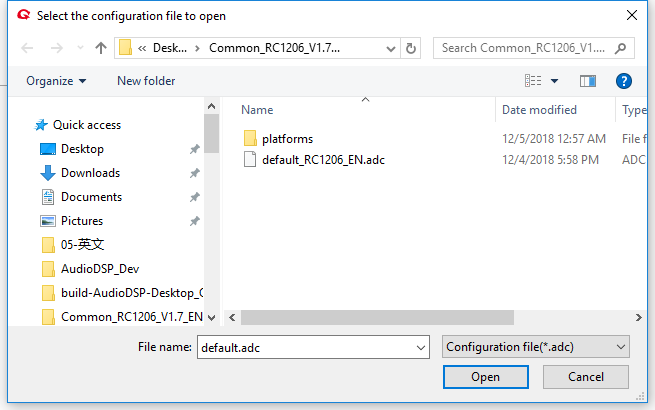 Select the configuration file to open
« Desk... > Common_RC1206_V1.7...
Search Common_RC1206_V1....
Organize
New folder
?
Name
Date modified
Type
Quick access
Desktop
Downloads
Documents
Pictures
05-英文
AudioDSP_Dev
build-AudioDSP-Desktop_
Common_RC1206_V1.7_EN
platforms
12/5/2018 12:57 AM
File f
default_RC1206_EN.adc
12/4/2018 5:58 PM
ADC
File name:
default.adc
Configuration file(*.adc)
Open
Cancel